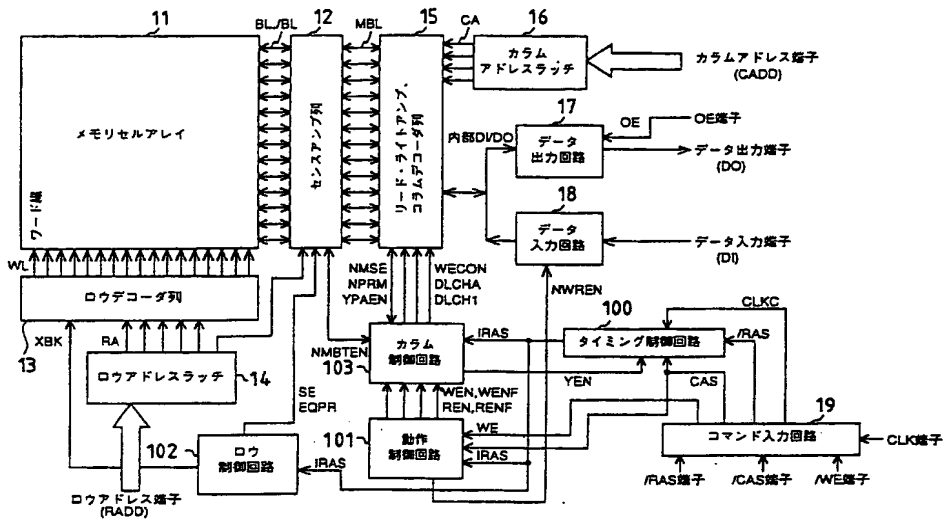 11
BL,/BL
12
MBL
15
CA
16
メモリセルアレイ
ワード線
センスアンプ列
リード・ライトアンプ、
コラムデコーダ列
カラム
アドレスラッチ
カラムアドレス端子
(CADD)
17
内部DI/DO
データ
出力回路
OE
OE端子
データ出力端子
(DO)
18
データ
入力回路
データ入力端子
(DI)
WL
ロウデコーダ列
13
NMSE
NPRM
YPAEN
WECON
DLCHA
DLCH1
NWREN
CLKC
XBK
RA
ロウアドレスラッチ
14
NMBTEN
カラム
制御回路
103
IRAS
100
タイミング制御回路
/RAS
YEN
CAS
SE
EQPR
WEN,WENF
REN,RENF
102
ロウ
制御回路
IRAS
101
動作
制御回路
WE
IRAS
19
コマンド入力回路
CLK端子
/RAS端子
/CAS端子
/WE端子
ロウアドレス端子
(RADD)